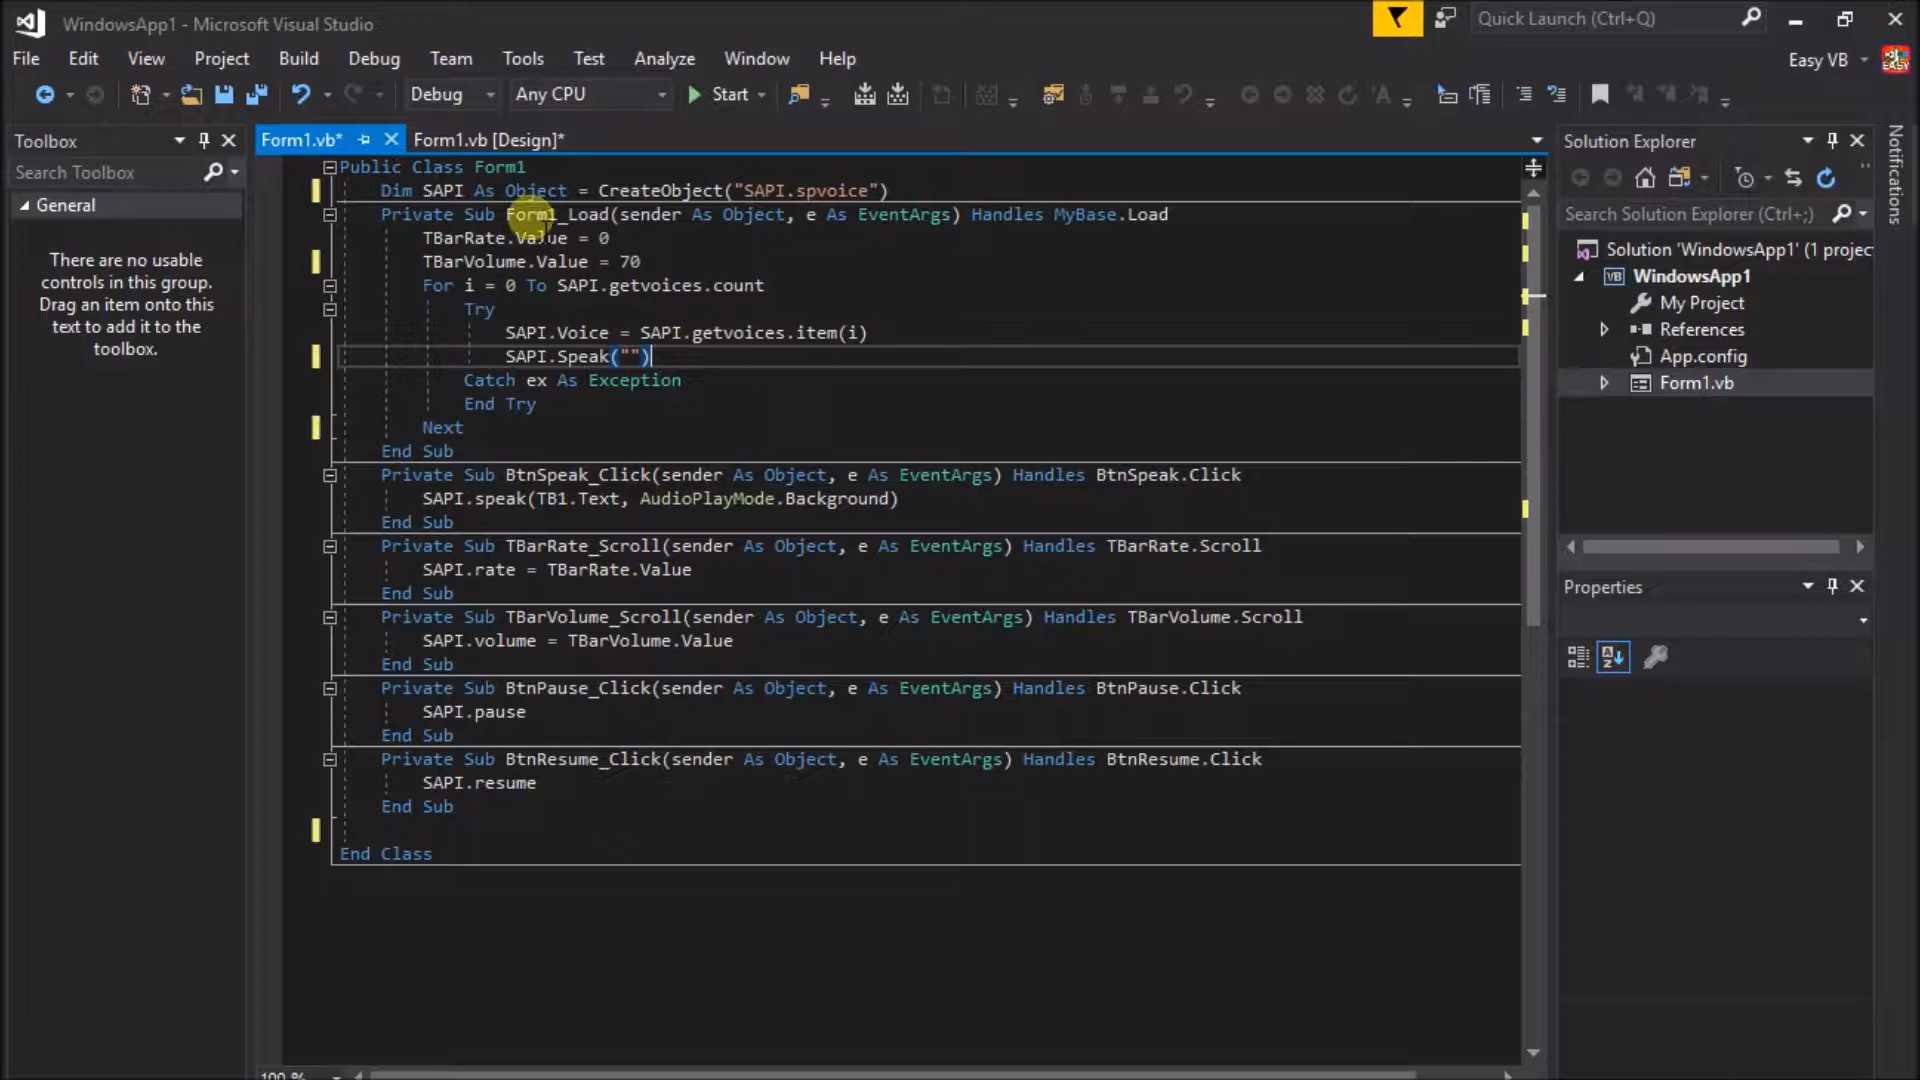 WindowsApp1 - Microsoft Visual Studio
Quick Launch (Ctrl+Q)
File Edit View Project Build Debug Team Tools Test Analyze Window Help
Easy VB
Debug Any CPU Start
Toolbox
Form1.vb* Form1.vb [Design]*
Solution Explorer
Notifications
Search Toolbox
General
There are no usable
controls in this group.
Drag an item onto this
text to add it to the
toolbox.
Public Class Form1
Dim SAPI As Object = CreateObject("SAPI.spvoice")
Private Sub Form1_Load(sender As Object, e As EventArgs) Handles MyBase.Load
TBarRate.Value = 0
TBarVolume.Value = 70
For i = 0 To SAPI.getvoices.count
Try
SAPI.Voice = SAPI.getvoices.item(i)
SAPI.Speak("")
Catch ex As Exception
End Try
Next
End Sub
Private Sub BtnSpeak_Click(sender As Object, e As EventArgs) Handles BtnSpeak.Click
SAPI.speak(TB1.Text, AudioPlayMode.Background)
End Sub
Private Sub TBarRate_Scroll(sender As Object, e As EventArgs) Handles TBarRate.Scroll
SAPI.rate = TBarRate.Value
End Sub
Private Sub TBarVolume_Scroll(sender As Object, e As EventArgs) Handles TBarVolume.Scroll
SAPI.volume = TBarVolume.Value
End Sub
Private Sub BtnPause_Click(sender As Object, e As EventArgs) Handles BtnPause.Click
SAPI.pause
End Sub
Private Sub BtnResume_Click(sender As Object, e As EventArgs) Handles BtnResume.Click
SAPI.resume
End Sub
End Class
100 %
Search Solution Explorer (Ctrl+;)
Solution 'WindowsApp1' (1 projec
WindowsApp1
My Project
References
App.config
Form1.vb
Properties